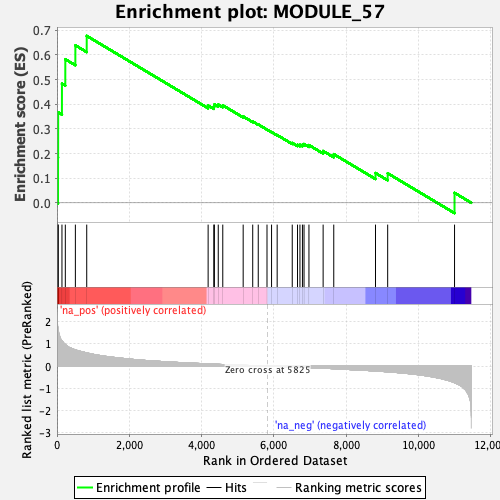 Enrichment plot: MODULE_57
Enrichment score (ES)
0.7
0.6
0.5
0.4
0.3
0.2
0.1
0.0
'na_pos' (positively correlated)
Ranked list metric (PreRanked)
2
1
0
-1
-2
-3
Zero cross at 5825
'na_neg' (negatively correlated)
0
2,000
4,000
6,000
8,000
10,000
12,000
Rank in Ordered Dataset
Enrichment profile
Hits
Ranking metric scores